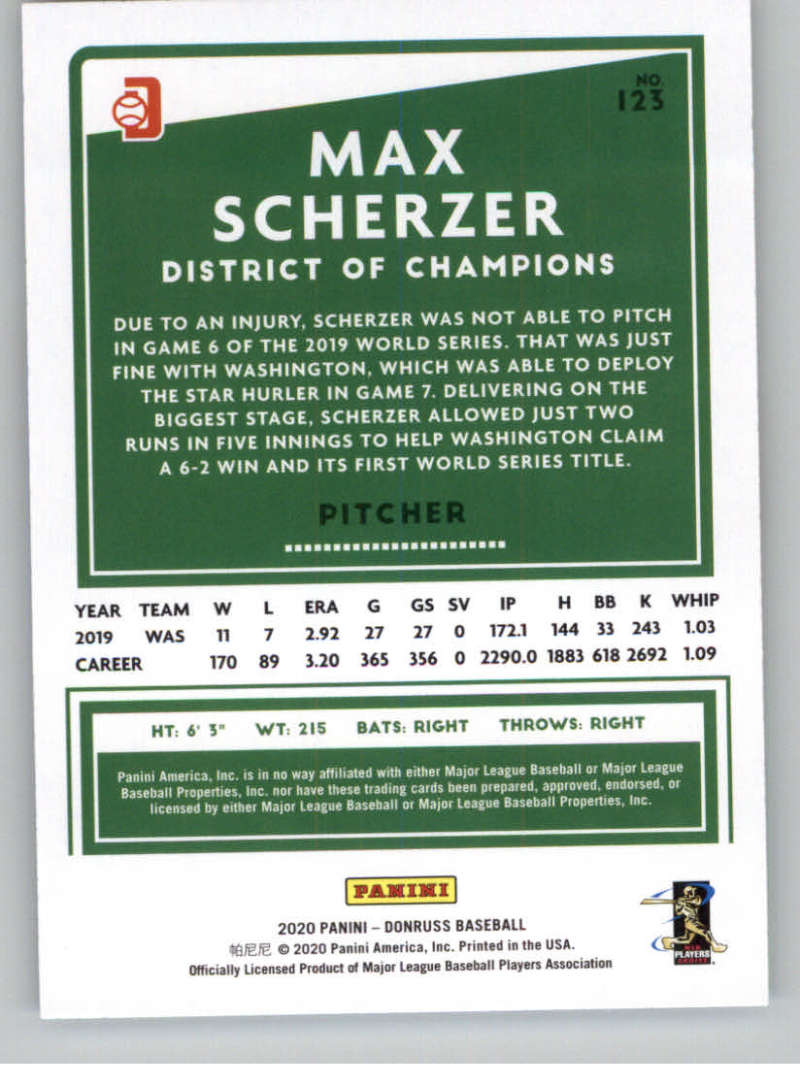 NO.
123
MAX
SCHERZER
DISTRICT OF CHAMPIONS
DUE TO AN INJURY, SCHERZER WAS NOT ABLE TO PITCH
IN GAME 6 OF THE 2019 WORLD SERIES. THAT WAS JUST
FINE WITH WASHINGTON, WHICH WAS ABLE TO DEPLOY
THE STAR HURLER IN GAME 7. DELIVERING ON THE
BIGGEST STAGE, SCHERZER ALLOWED JUST TWO
RUNS IN FIVE INNINGS TO HELP WASHINGTON CLAIM
A 6-2 WIN AND ITS FIRST WORLD SERIES TITLE.
PITCHER
YEAR TEAM W L ERA G GS SV IP H BB K WHIP
2019 WAS 11 7 2.92 27 27 0 172.1 144 33 243 1.03
CAREER 170 89 3.20 365 356 0 2290.0 1883 618 2692 1.09
HT: 6' 3" WT: 215 BATS: RIGHT THROWS: RIGHT
Panini America, Inc. is in no way affiliated with either Major League Baseball or Major League
Baseball Properties, Inc. nor have these trading cards been prepared, approved, endorsed, or
licensed by either Major League Baseball or Major League Baseball Properties, Inc.
PANINI
2020 PANINI – DONRUSS BASEBALL
帕尼尼 © 2020 Panini America, Inc. Printed in the USA.
Officially Licensed Product of Major League Baseball Players Association
PLAYERS